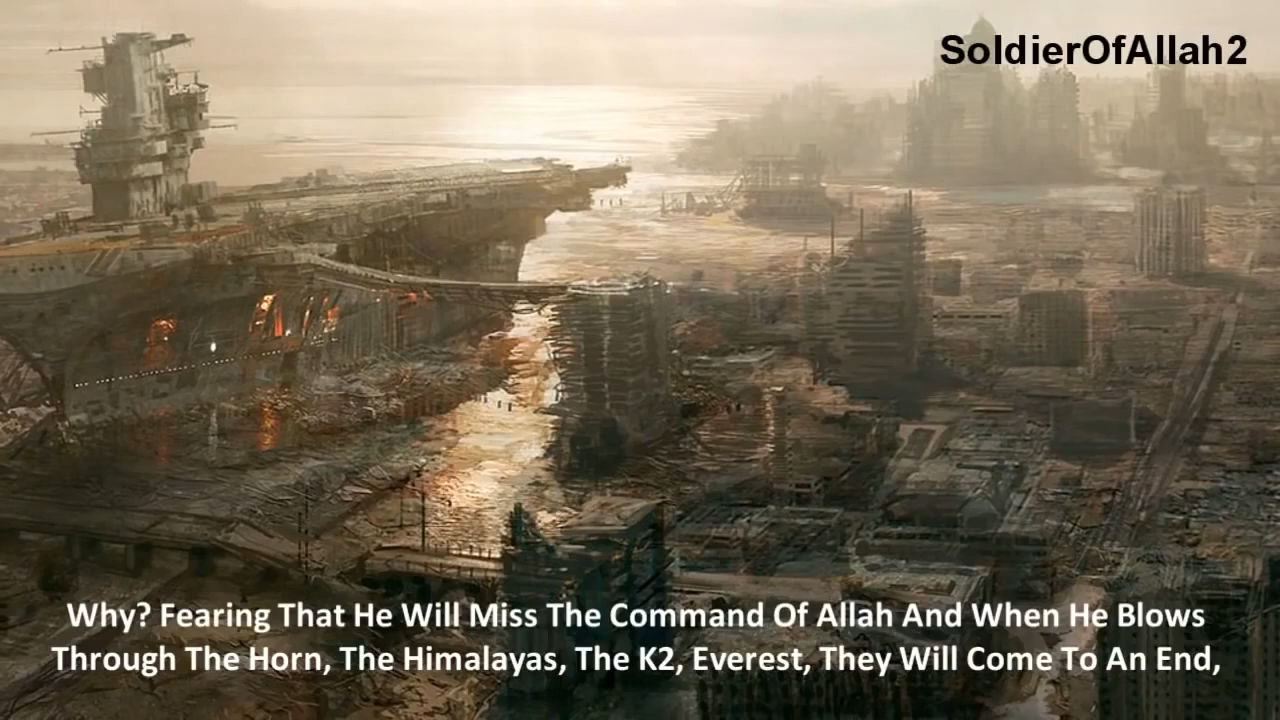 SoldierOfAllah2
Why? Fearing That He Will Miss The Command Of Allah And When He Blows
Through The Horn, The Himalayas, The K2, Everest, They Will Come To An End,